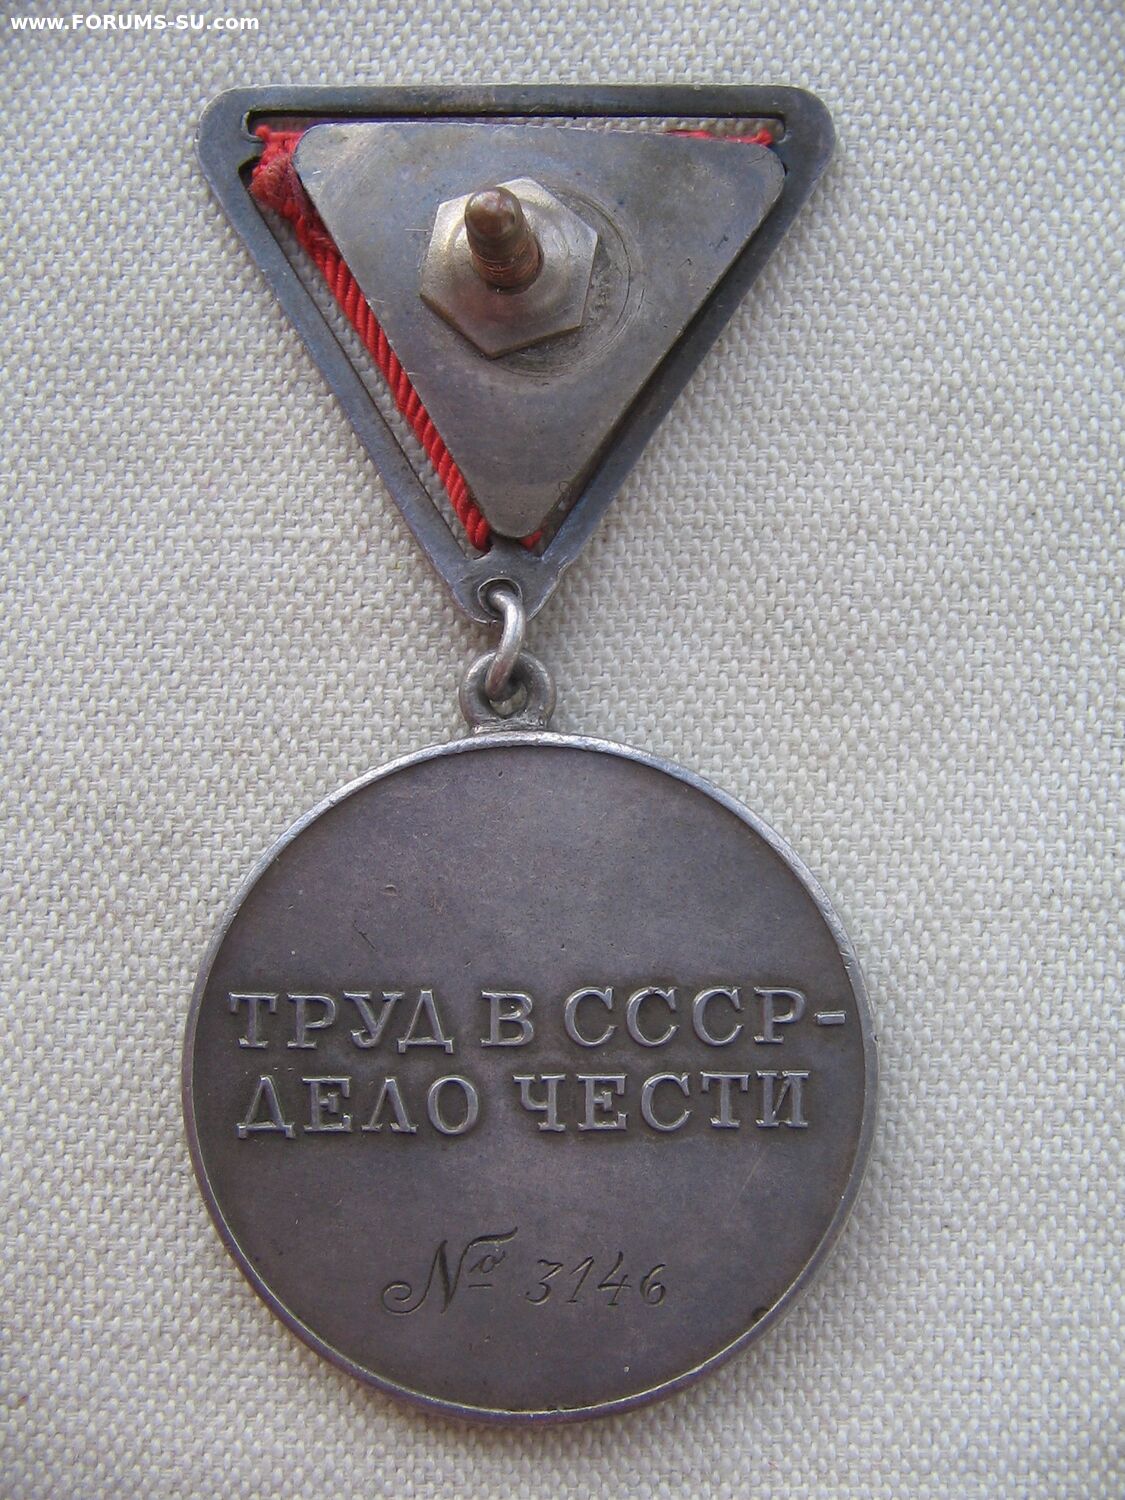 www.FORUMS-SU.com
ТРУД В СССР-
ДЕЛО ЧЕСТИ
№ 3146